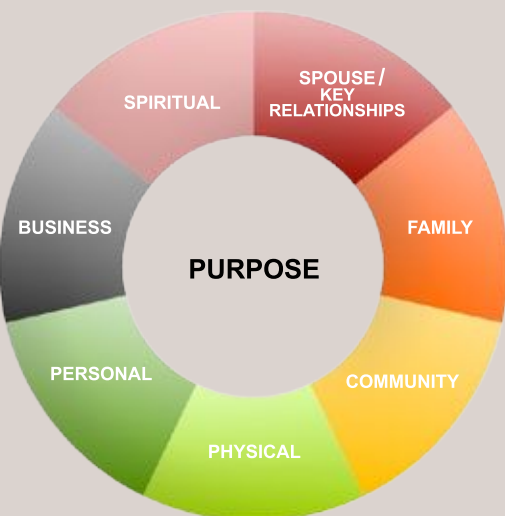 SPIRITUAL
SPOUSE /
KEY
RELATIONSHIPS
BUSINESS
FAMILY
PURPOSE
PERSONAL
COMMUNITY
PHYSICAL